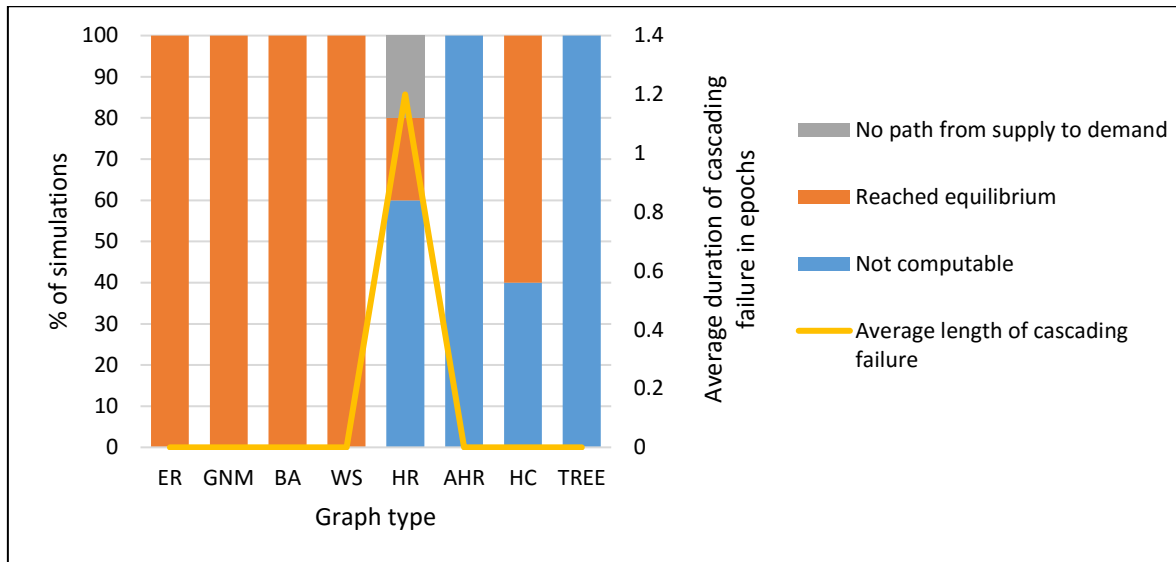 100
90
80
70
60
50
40
30
20
10
0
% of simulations
ER GNM BA WS HR AHR HC TREE
Graph type
1.4
1.2
1
0.8
0.6
0.4
0.2
0
Average duration of cascading
failure in epochs
No path from supply to demand
Reached equilibrium
Not computable
Average length of cascading
failure